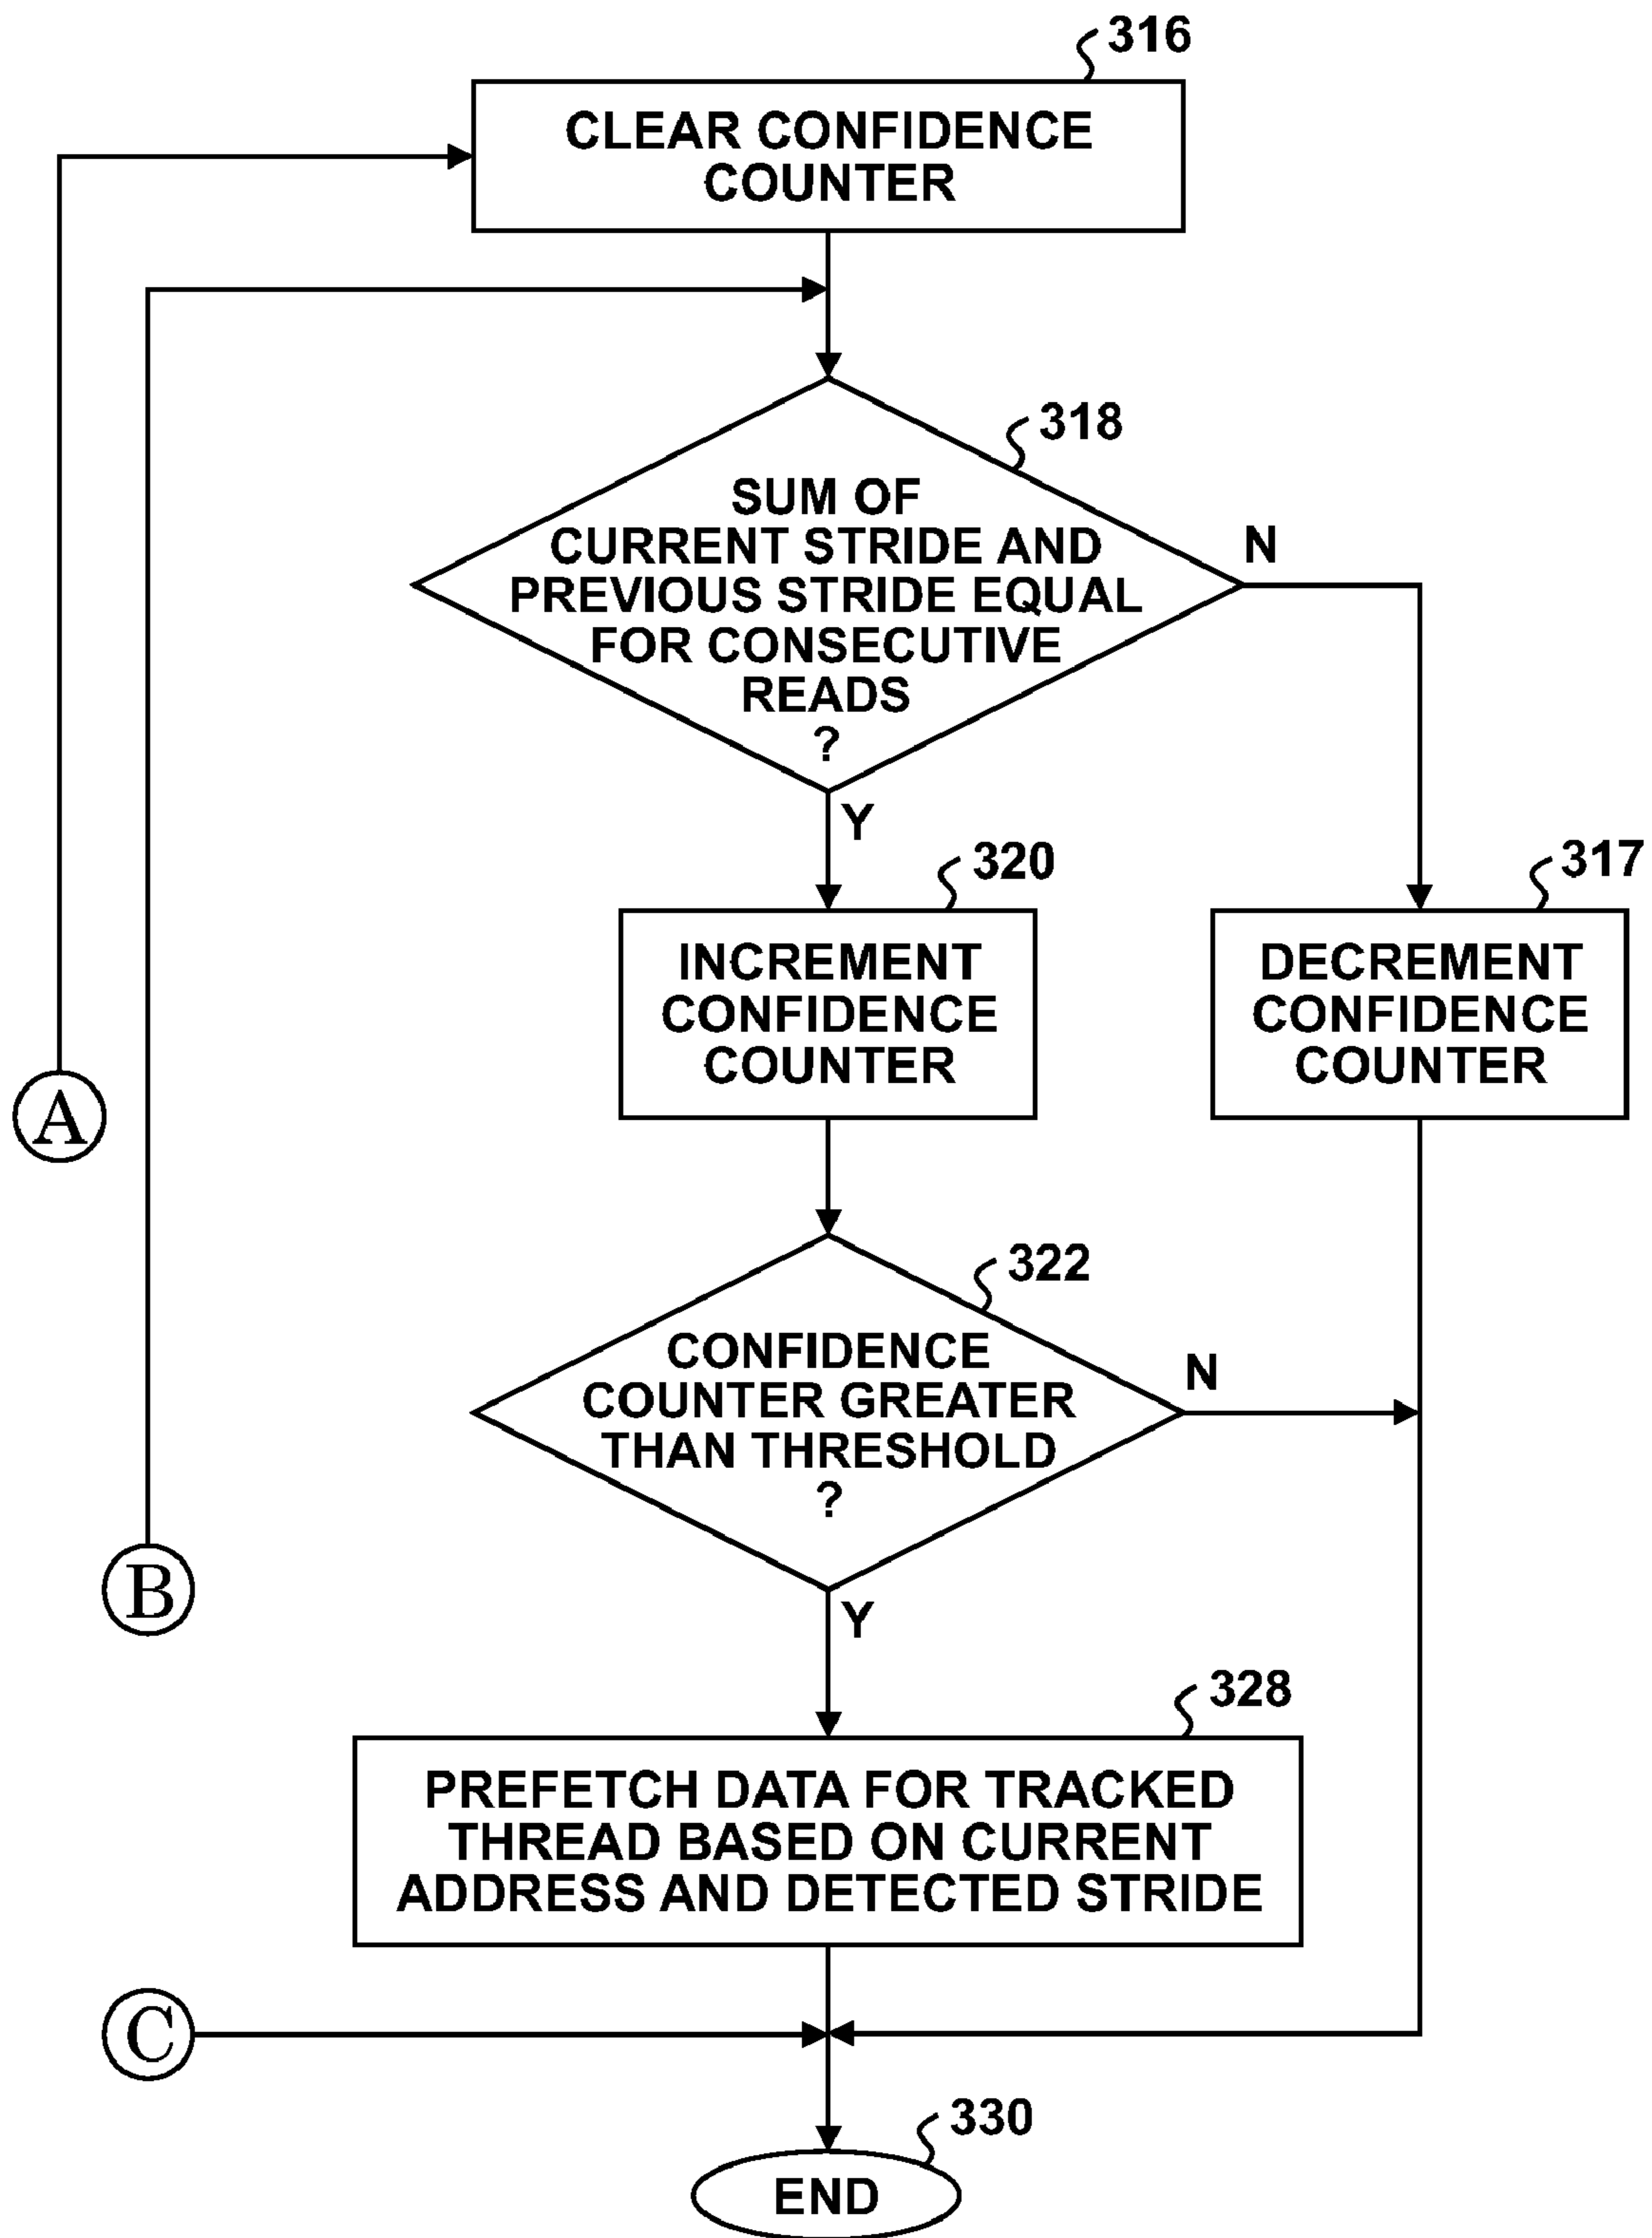 316
CLEAR CONFIDENCE
COUNTER
318
SUM OF
CURRENT STRIDE AND
PREVIOUS STRIDE EQUAL
FOR CONSECUTIVE
READS
?
N
Y
320
317
INCREMENT
CONFIDENCE
COUNTER
DECREMENT
CONFIDENCE
COUNTER
A
322
CONFIDENCE
COUNTER GREATER
THAN THRESHOLD
?
N
B
Y
328
PREFETCH DATA FOR TRACKED
THREAD BASED ON CURRENT
ADDRESS AND DETECTED STRIDE
C
330
END